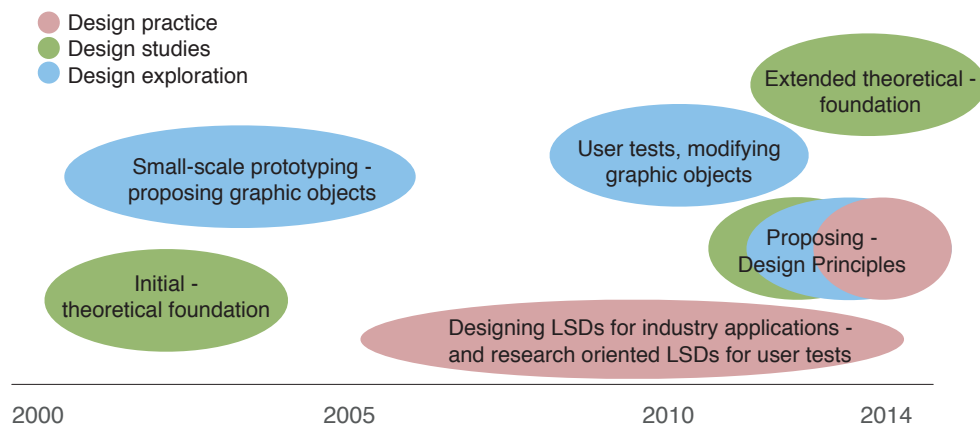 Design practice
Design studies
Design exploration
Extended theoretical -
foundation
Small-scale prototyping -
proposing graphic objects
User tests, modifying
graphic objects
Proposing -
Design Principles
Initial -
theoretical foundation
Designing LSDs for industry applications -
and research oriented LSDs for user tests
2000
2005
2010
2014